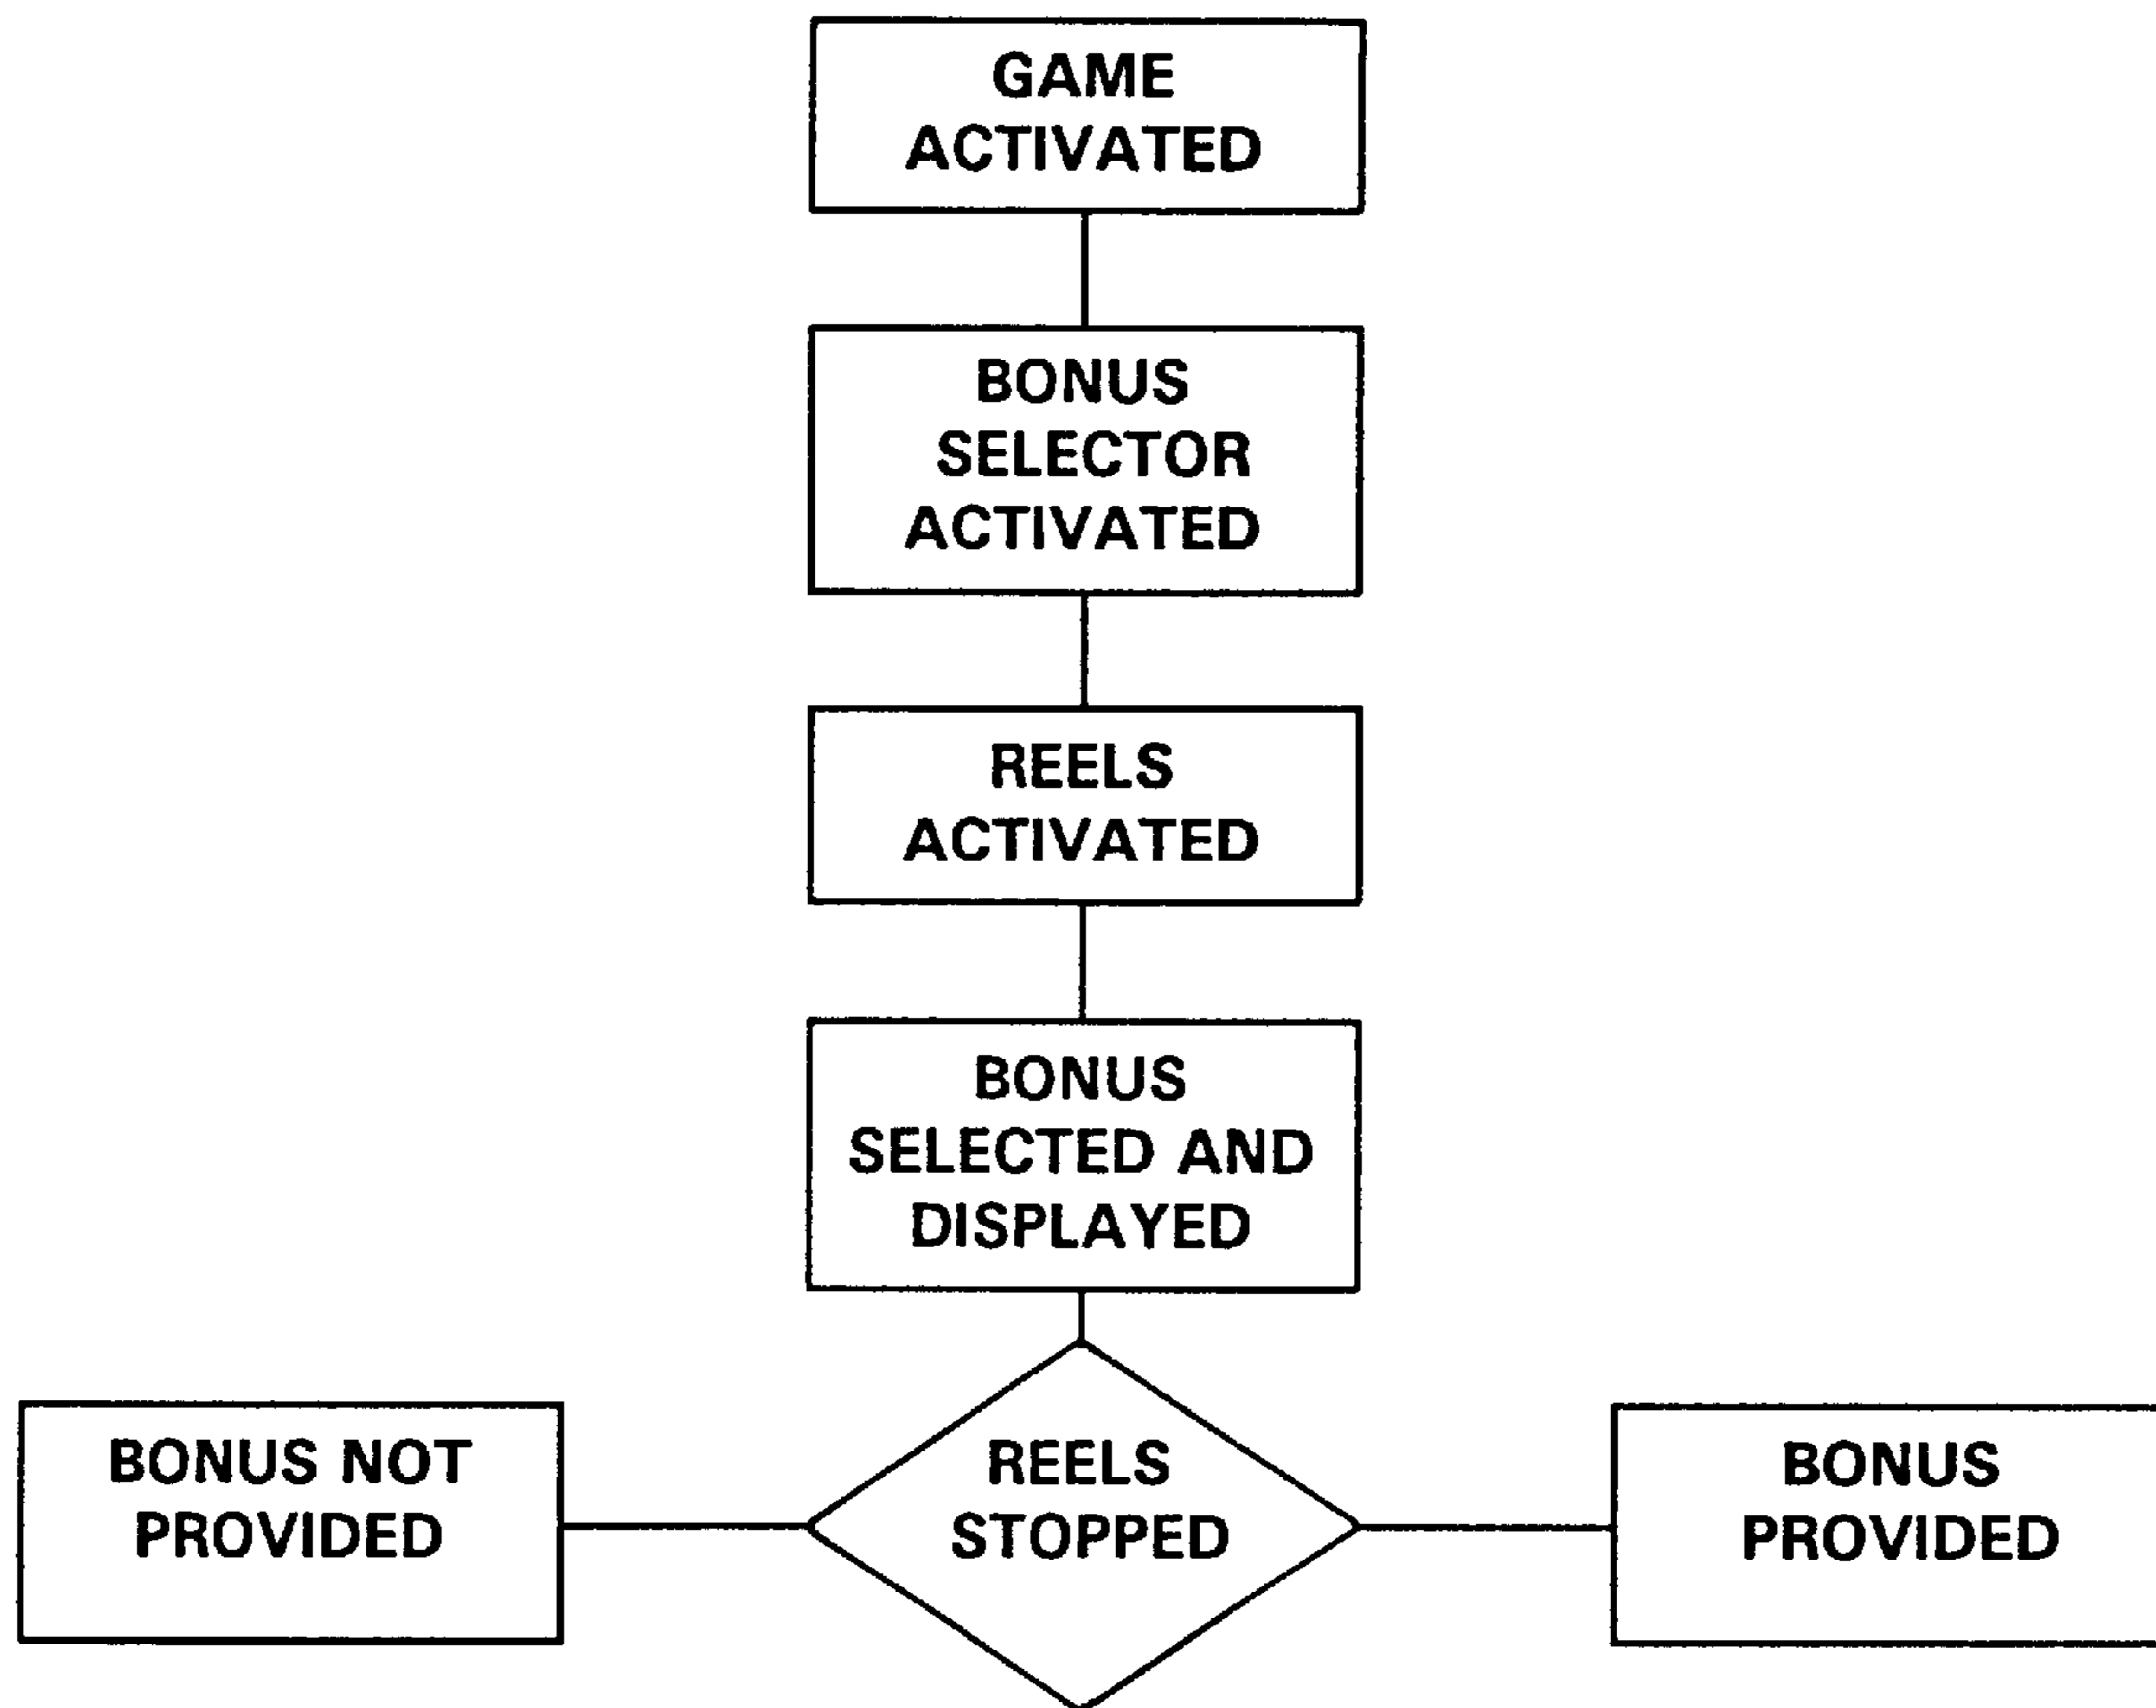 GAME
ACTIVATED
BONUS
SELECTOR
ACTIVATED
REELS
ACTIVATED
BONUS
SELECTED AND
DISPLAYED
BONUS NOT
PROVIDED
REELS
STOPPED
BONUS
PROVIDED